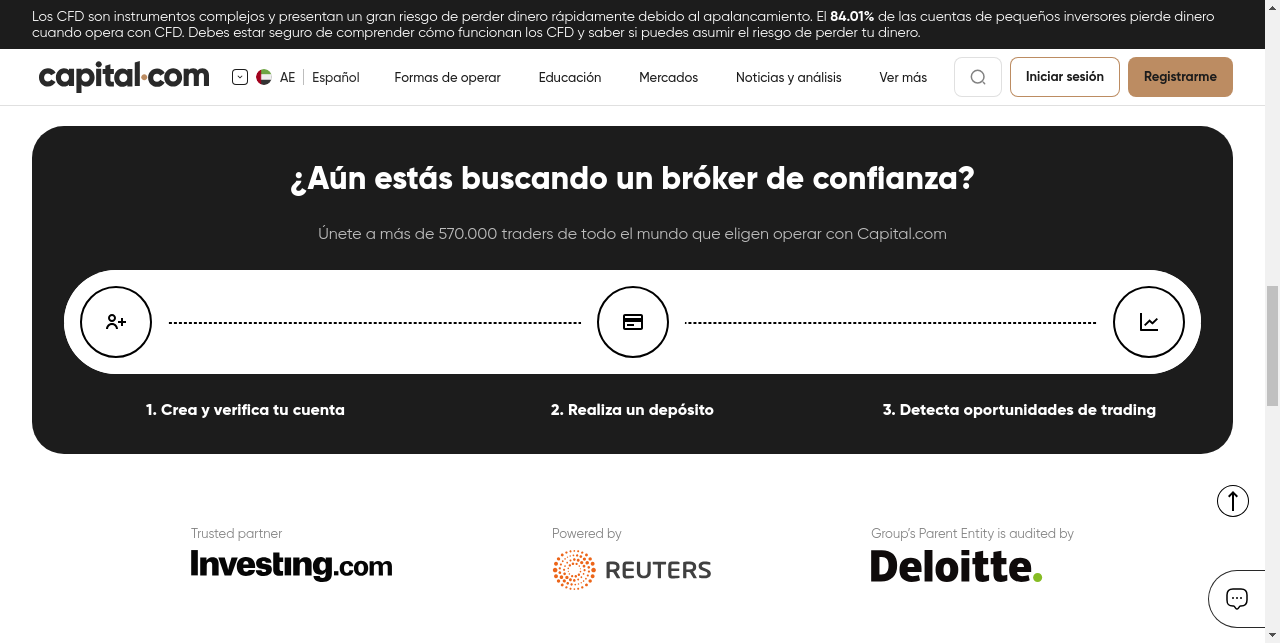 Los CFD son instrumentos complejos y presentan un gran riesgo de perder dinero rápidamente debido al apalancamiento. El 84.01% de las cuentas de pequeños inversores pierde dinero
cuando opera con CFD. Debes estar seguro de comprender cómo funcionan los CFD y saber si puedes asumir el riesgo de perder tu dinero.
capital.com AE Español Formas de operar Educación Mercados Noticias y análisis Ver más Iniciar sesión Registrarme
¿Aún estás buscando un bróker de confianza?
Únete a más de 570.000 traders de todo el mundo que eligen operar con Capital.com
1. Crea y verifica tu cuenta 2. Realiza un depósito 3. Detecta oportunidades de trading
Trusted partner Powered by Group's Parent Entity is audited by
Investing.com REUTERS Deloitte.